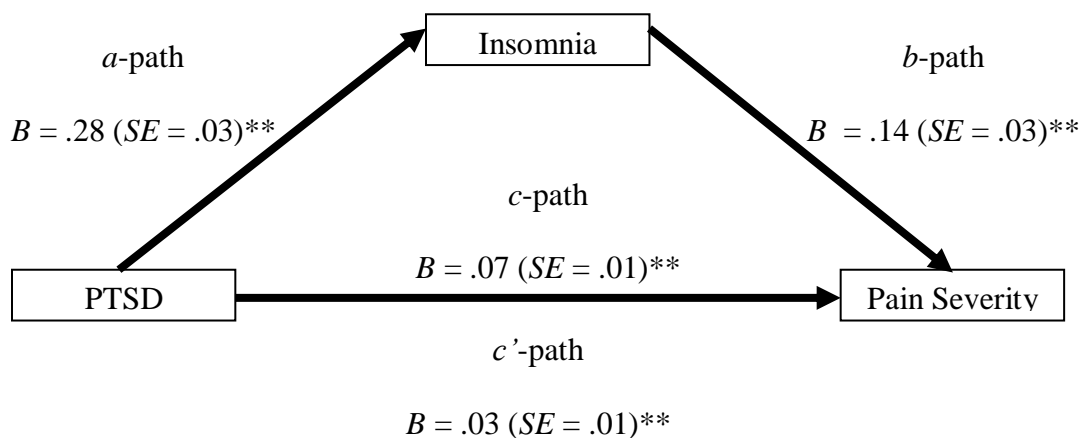 Insomnia
a-path
b-path
B = .28 (SE = .03)**
B = .14 (SE = .03)**
c-path
B = .07 (SE = .01)**
PTSD
Pain Severity
c’-path
B = .03 (SE = .01)**